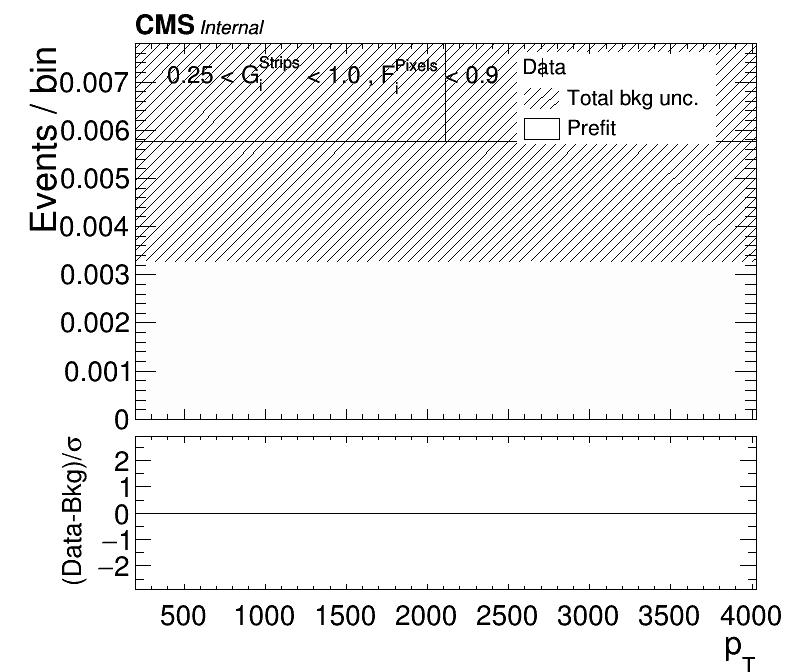 CMS Internal
Events / bin
0.25 < G_i^Strips < 1.0 , F_i^Pixels < 0.9
Data
Total bkg unc.
Prefit
0.007
0.006
0.005
0.004
0.003
0.002
0.001
0
(Data-Bkg)/σ
2
1
0
−1
−2
500 1000 1500 2000 2500 3000 3500 4000
p_T